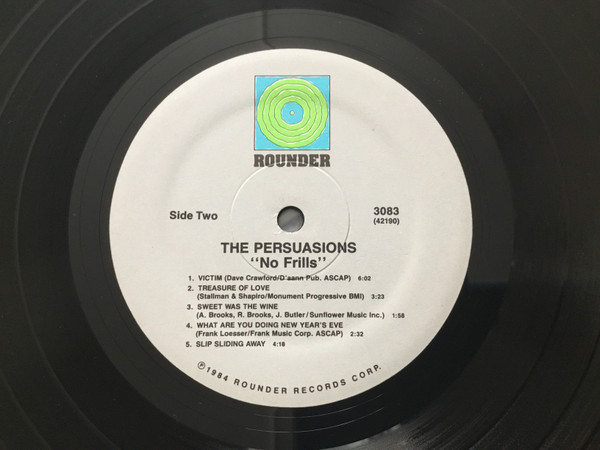 ROUNDER
Side Two
3083
(42190)
THE PERSUASIONS
"No Frills"
1. VICTIM (Dave Crawford/D'aann Pub. ASCAP) 6:02
2. TREASURE OF LOVE
(Stallman & Shapiro/Monument Progressive BMI) 3:23
3. SWEET WAS THE WINE
(A. Brooks, R. Brooks, J. Butler/Sunflower Music Inc.) 1:58
4. WHAT ARE YOU DOING NEW YEAR'S EVE
(Frank Loesser/Frank Music Corp. ASCAP) 2:32
5. SLIP SLIDING AWAY 4:18
℗1984 ROUNDER RECORDS CORP.